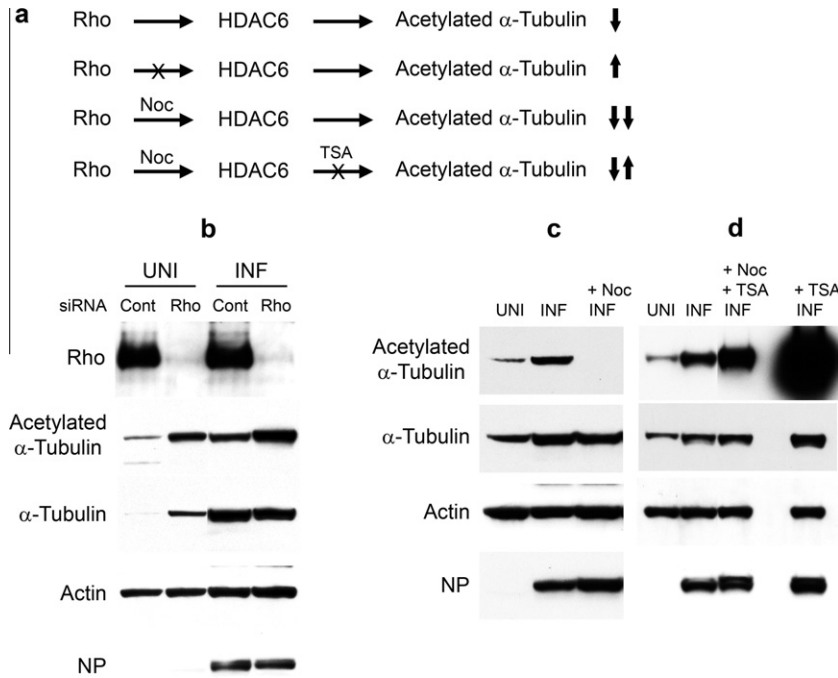 a
Rho HDAC6 Acetylated α-Tubulin
Rho X HDAC6 Acetylated α-Tubulin
Noc
Rho HDAC6 Acetylated α-Tubulin
Noc TSA
Rho HDAC6 X Acetylated α-Tubulin
b
UNI INF
siRNA Cont Rho Cont Rho
Rho
Acetylated
α-Tubulin
α-Tubulin
Actin
NP
c
+ Noc
UNI INF INF
Acetylated
α-Tubulin
α-Tubulin
Actin
NP
d
+ Noc
+ TSA + TSA
UNI INF INF INF